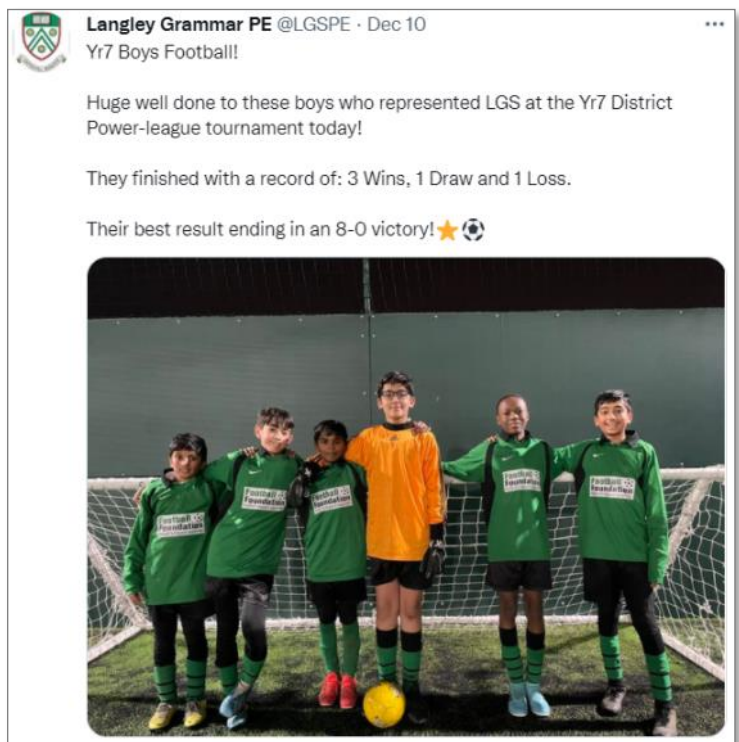 Langley Grammar PE @LGSPE · Dec 10
Yr7 Boys Football!
Huge well done to these boys who represented LGS at the Yr7 District
Power-league tournament today!
They finished with a record of: 3 Wins, 1 Draw and 1 Loss.
Their best result ending in an 8-0 victory!⭐⚽
Football
Foundation
Football
Foundation
Football
Foundation
Football
Foundation
Football
Foundation